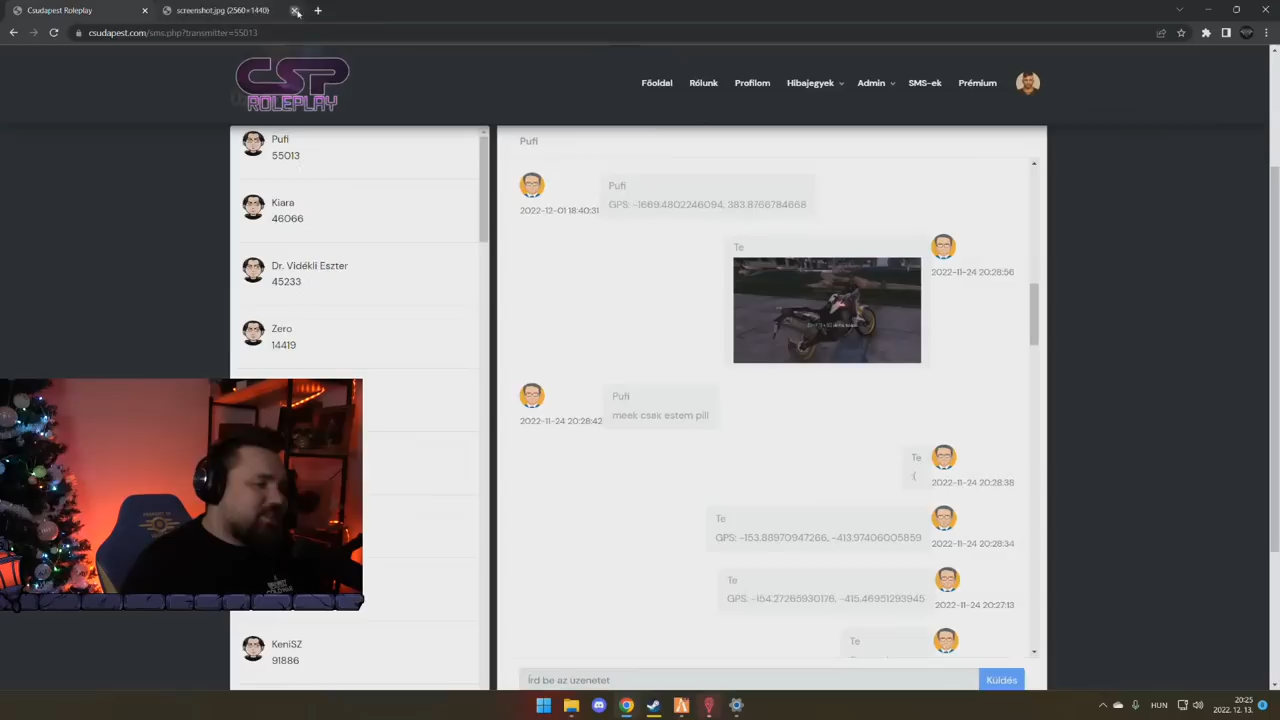 Csudapest Roleplay
screenshot.jpg (2560×1440)
csudapest.com/sms.php?transmitter=55013
CSP
ROLEPLAY
Főoldal
Rólunk
Profilom
Hibajegyek
Admin
SMS-ek
Prémium
Pufi
55013
Kiara
46066
Dr. Vidékli Eszter
45233
Zero
14419
KeniSZ
91886
Pufi
Pufi
GPS: -1669.4802246094, 383.8766784668
2022-12-01 18:40:31
Te
2022-11-24 20:28:56
Pufi
meek csek estem pill
2022-11-24 20:28:42
Te
:(
2022-11-24 20:28:38
Te
GPS: -153.88970947266, -413.97406005859
2022-11-24 20:28:34
Te
GPS: -154.27265930176, -415.46951293945
2022-11-24 20:27:13
Te
Írd be az üzenetet
Küldés
HUN
20:25
2022. 12. 13.